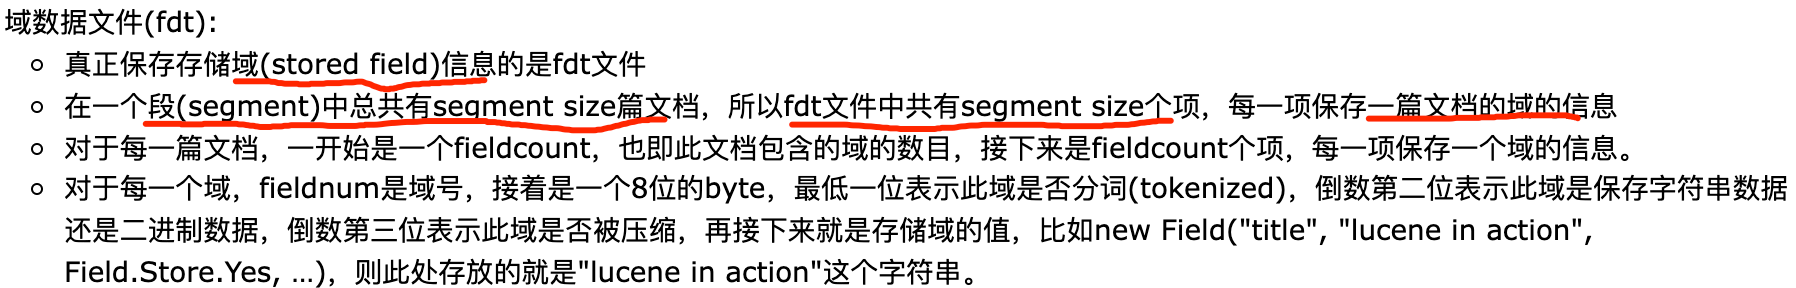 域数据文件(fdt):
真正保存存储域(stored field)信息的是fdt文件
在一个段(segment)中总共有segment size篇文档，所以fdt文件中共有segment size个项，每一项保存一篇文档的域的信息
对于每一篇文档，一开始是一个fieldcount，也即此文档包含的域的数目，接下来是fieldcount个项，每一项保存一个域的信息。
对于每一个域，fieldnum是域号，接着是一个8位的byte，最低一位表示此域是否分词(tokenized)，倒数第二位表示此域是保存字符串数据
还是二进制数据，倒数第三位表示此域是否被压缩，再接下来就是存储域的值，比如new Field("title", "lucene in action",
Field.Store.Yes, ...)，则此处存放的就是"lucene in action"这个字符串。